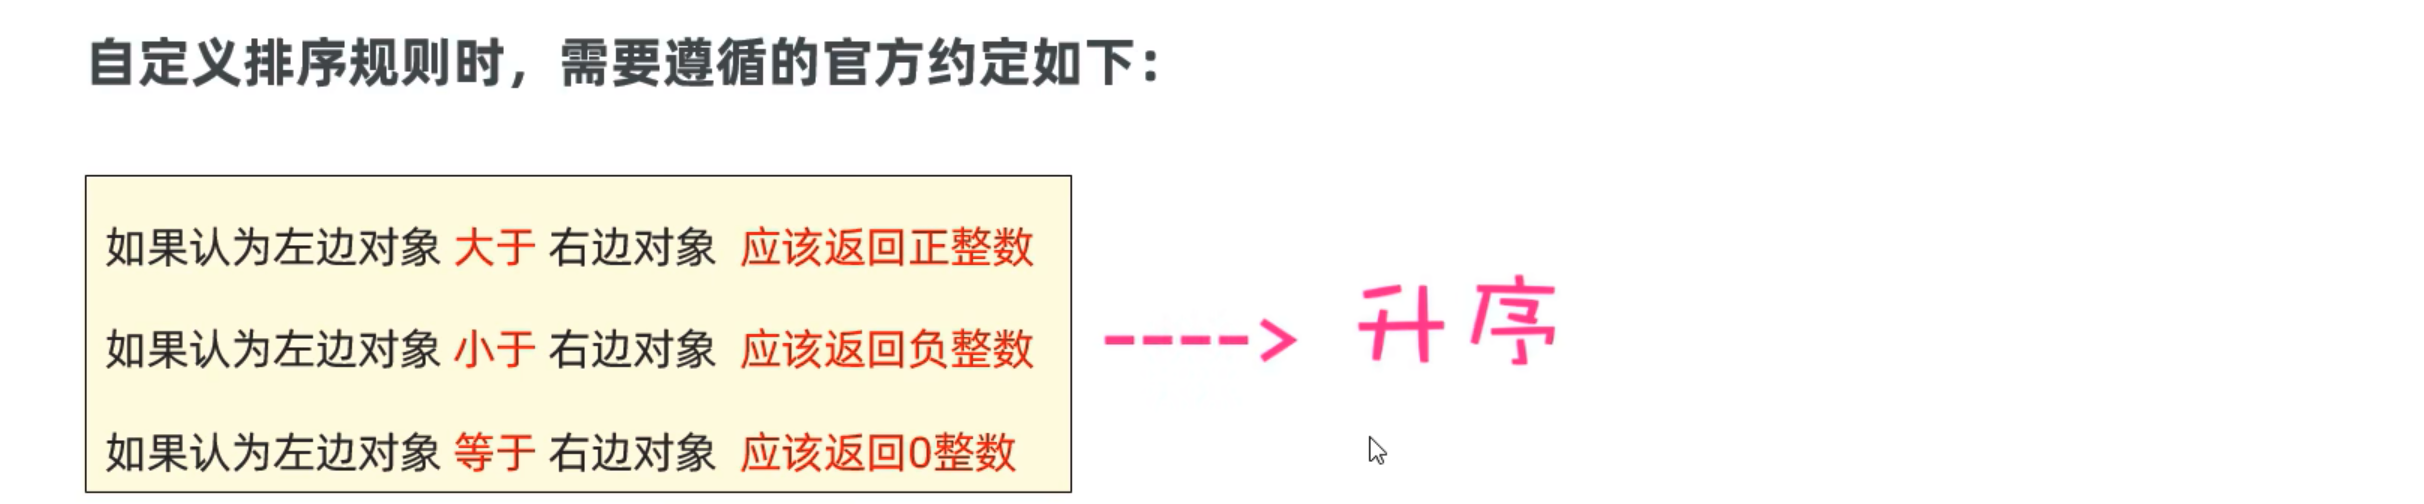 自定义排序规则时，需要遵循的官方约定如下：
如果认为左边对象 大于 右边对象 应该返回正整数
如果认为左边对象 小于 右边对象 应该返回负整数
----> 升序
如果认为左边对象 等于 右边对象 应该返回0整数